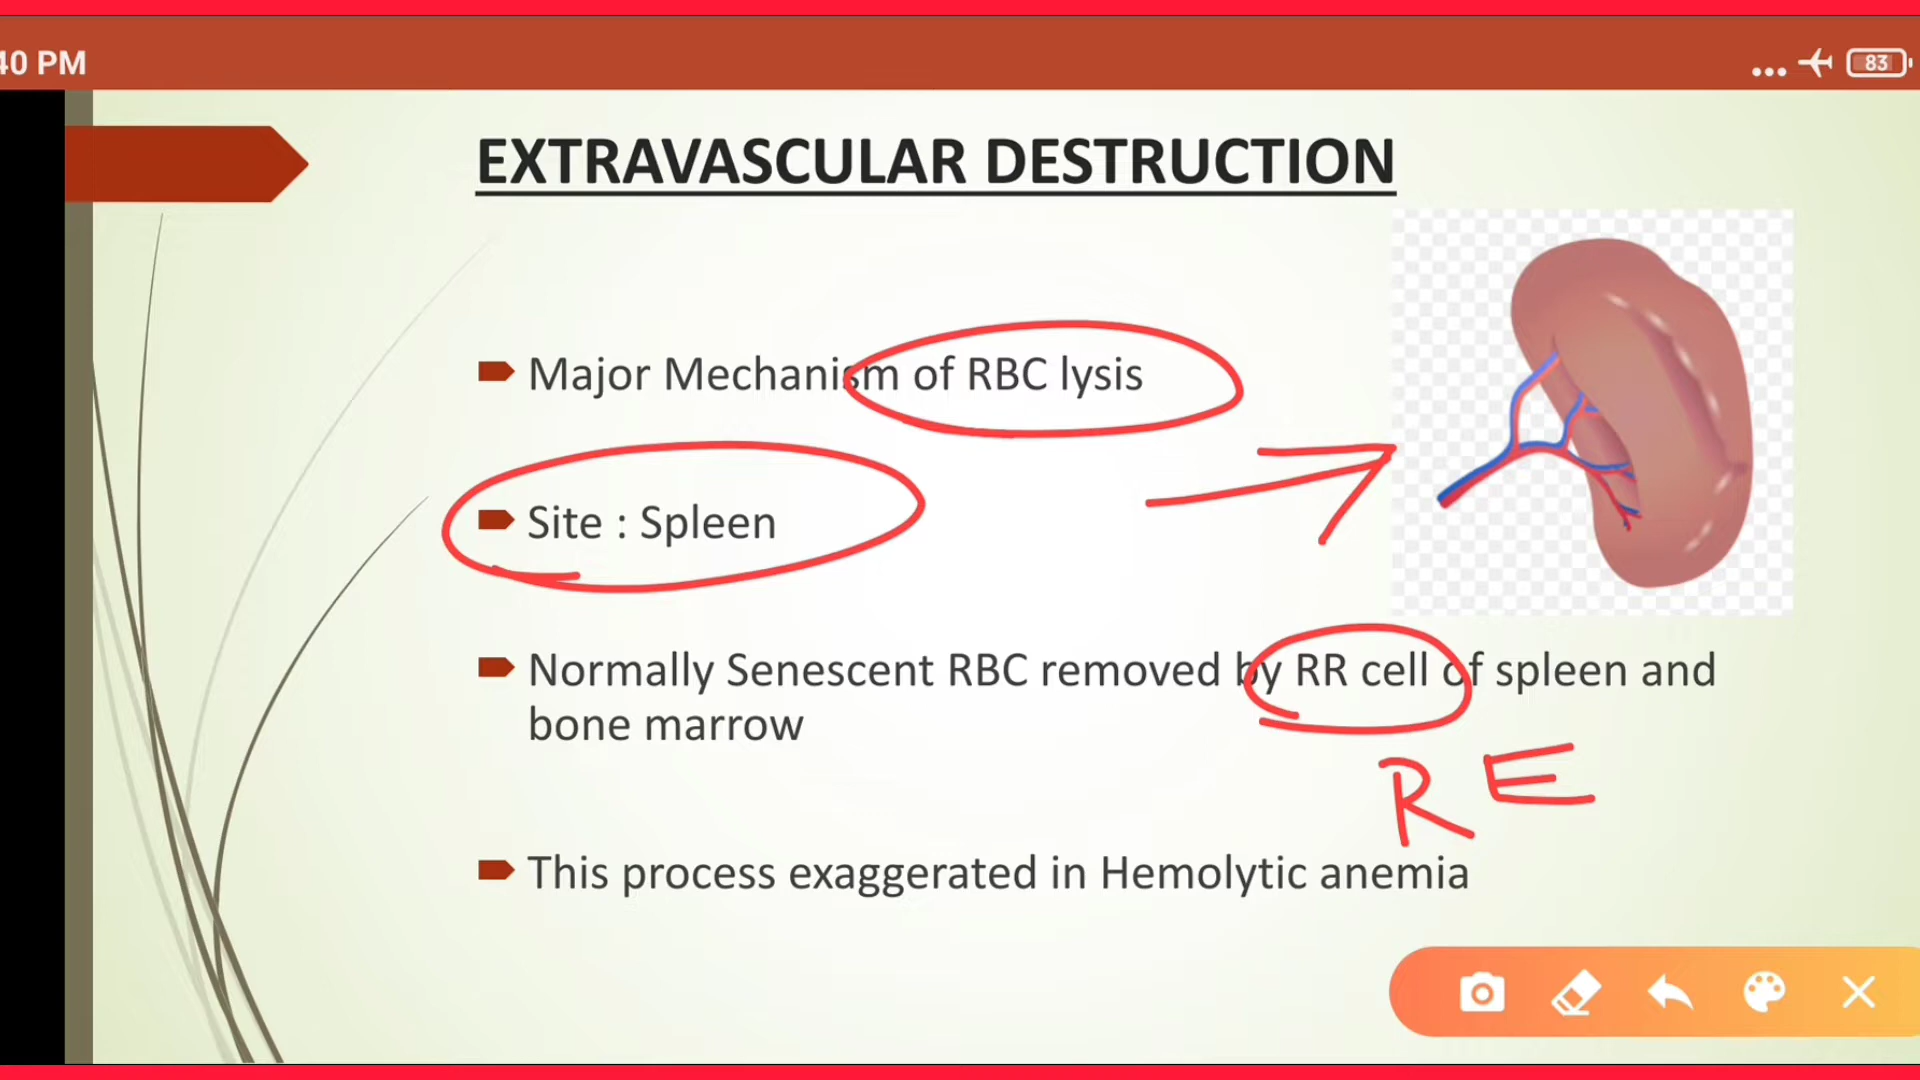 40 PM
83
EXTRAVASCULAR DESTRUCTION
Major Mechanism of RBC lysis
Site : Spleen
Normally Senescent RBC removed by RR cell of spleen and
bone marrow
RE
This process exaggerated in Hemolytic anemia